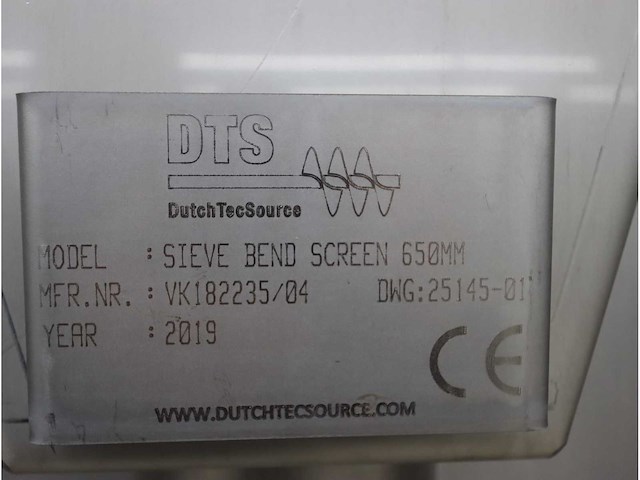 DTS
DutchTecSource
MODEL : SIEVE BEND SCREEN 650MM
MFR.NR. : VK182235/04 DWG:25145-01
YEAR : 2019
CE
WWW.DUTCHTECSOURCE.COM